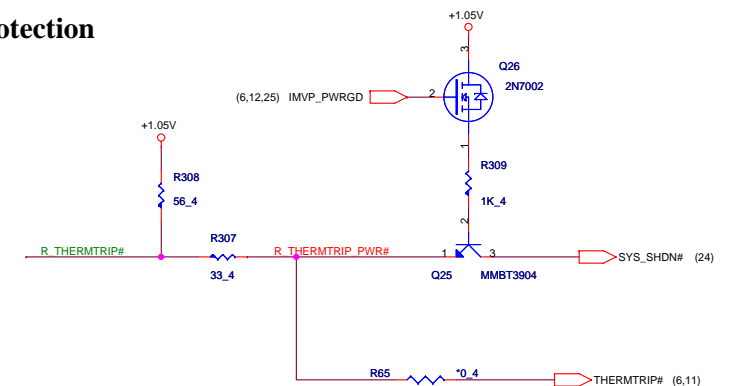 otection
+1.05V
3
Q26
2N7002
(6,12,25) IMVP_PWRGD
2
1
+1.05V
R308
56_4
R309
1K_4
2
R_THERMTRIP#
R307
33_4
R_THERMTRIP_PWR#
1
3
Q25
MMBT3904
SYS_SHDN# (24)
R65
*0_4
THERMTRIP# (6,11)